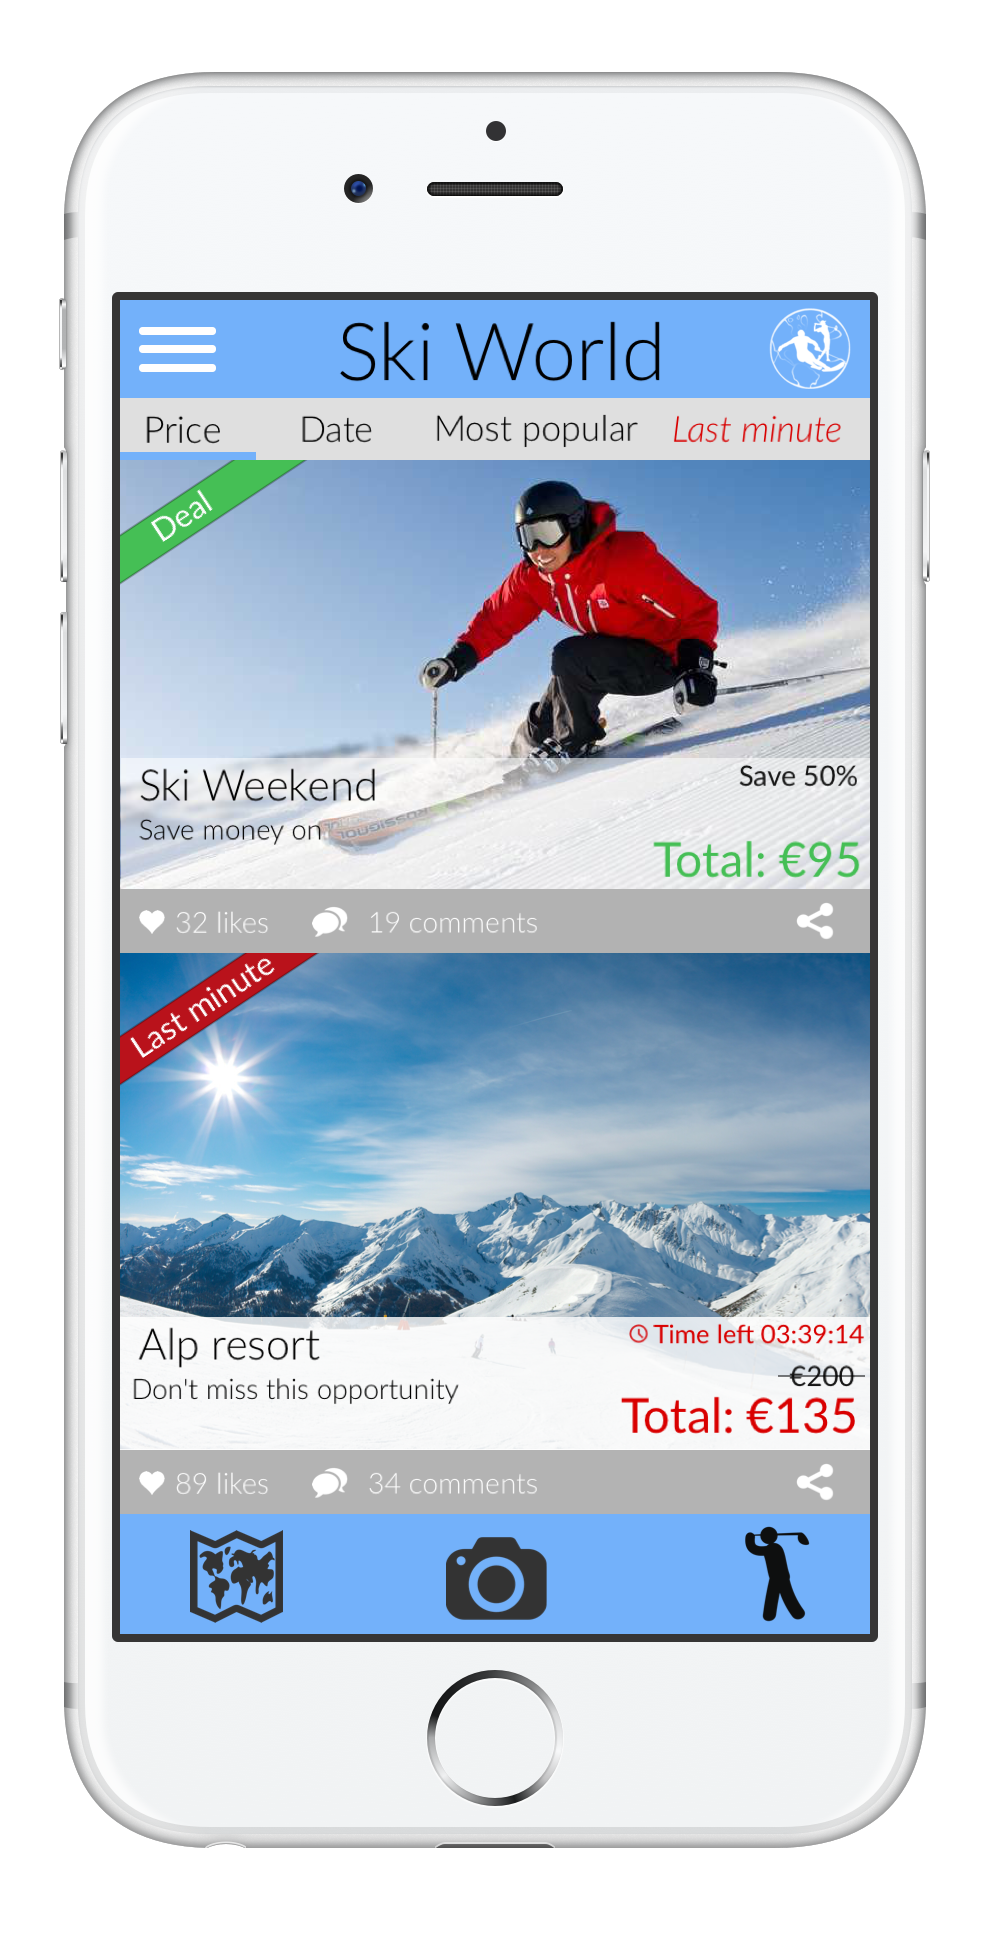 Ski World
Price Date Most popular Last minute
Deal
Ski Weekend
Save 50%
Save money on
ROSSIGNOL
Total: €95
32 likes 19 comments
Last minute
Alp resort
Time left 03:39:14
€200
Don't miss this opportunity
Total: €135
89 likes 34 comments